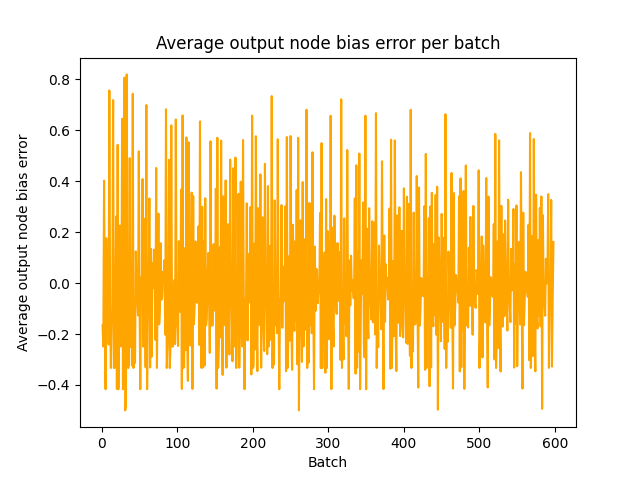 Average output node bias error per batch
Average output node bias error
0.8
0.6
0.4
0.2
0.0
−0.2
−0.4
0 100 200 300 400 500 600
Batch